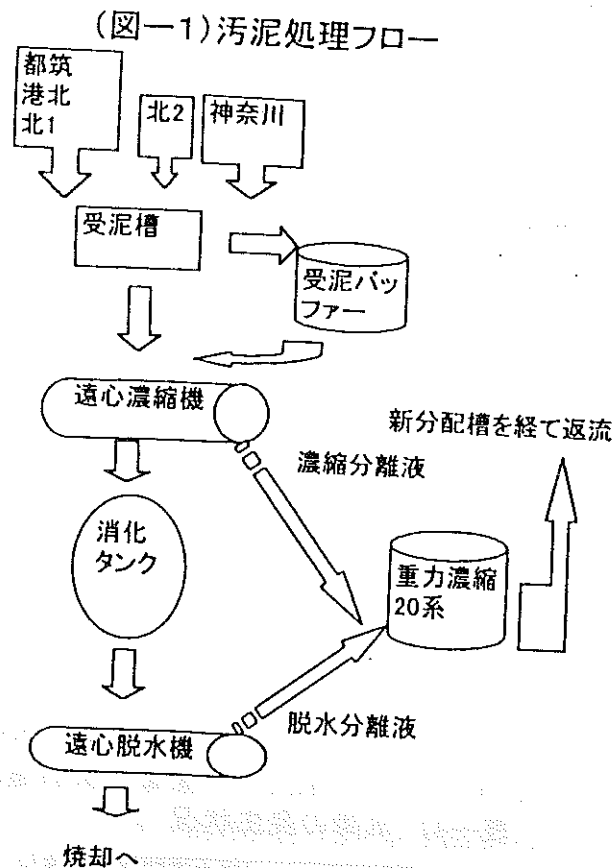 (図ー1)汚泥処理フロー
都筑
港北
北1
北2
神奈川
受泥槽
受泥バッ
ファー
遠心濃縮機
新分配槽を経て返流
濃縮分離液
消化
タンク
重力濃縮
20系
脱水分離液
遠心脱水機
焼却へ